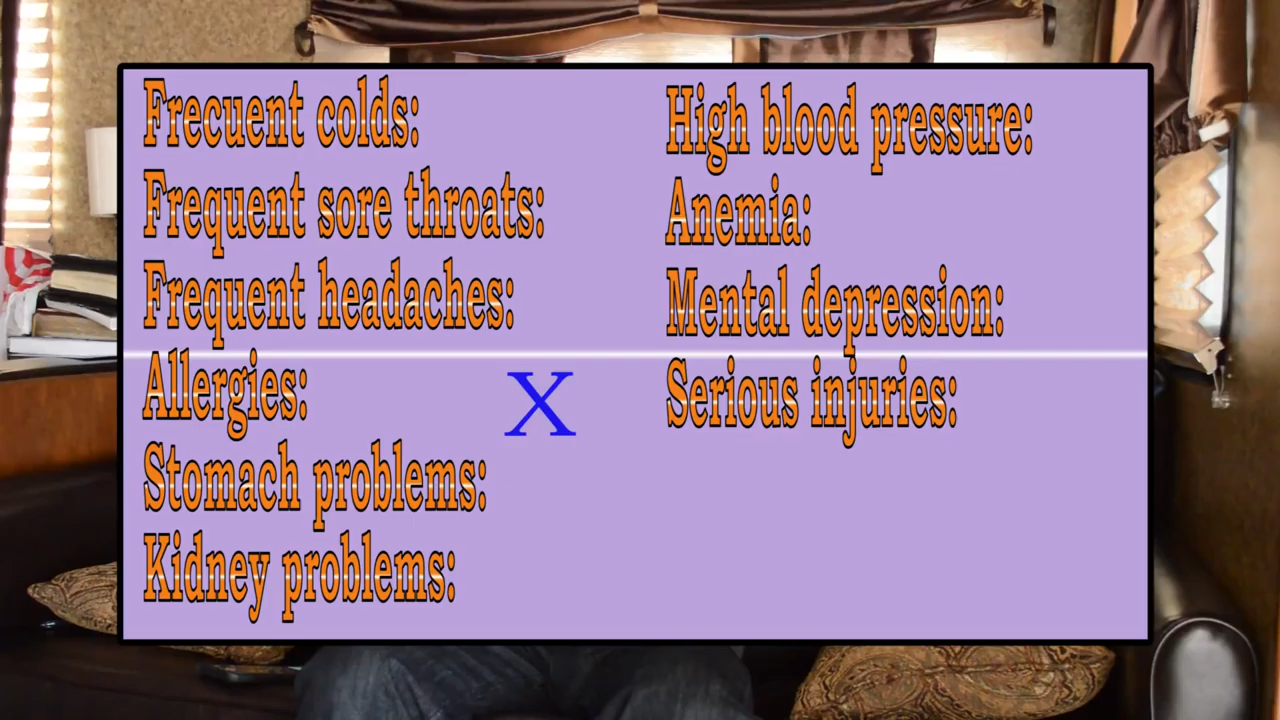 Frecuent colds:
Frequent sore throats:
Frequent headaches:
Allergies: X
Stomach problems:
Kidney problems:
High blood pressure:
Anemia:
Mental depression:
Serious injuries: